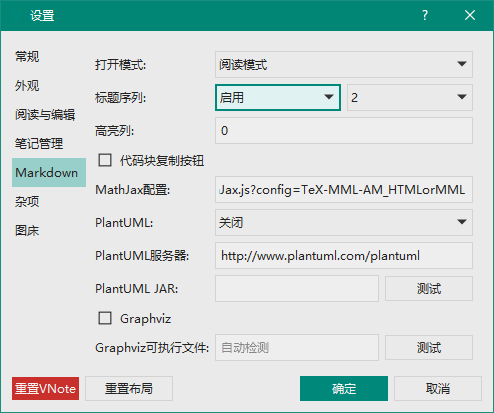 设置
常规
外观
阅读与编辑
笔记管理
Markdown
杂项
图床
打开模式: 阅读模式
标题序列: 启用 2
高亮列: 0
代码块复制按钮
MathJax配置: Jax.js?config=TeX-MML-AM_HTMLorMML
PlantUML: 关闭
PlantUML服务器: http://www.plantuml.com/plantuml
PlantUML JAR: 测试
Graphviz
Graphviz可执行文件: 自动检测 测试
重置VNote 重置布局 确定 取消